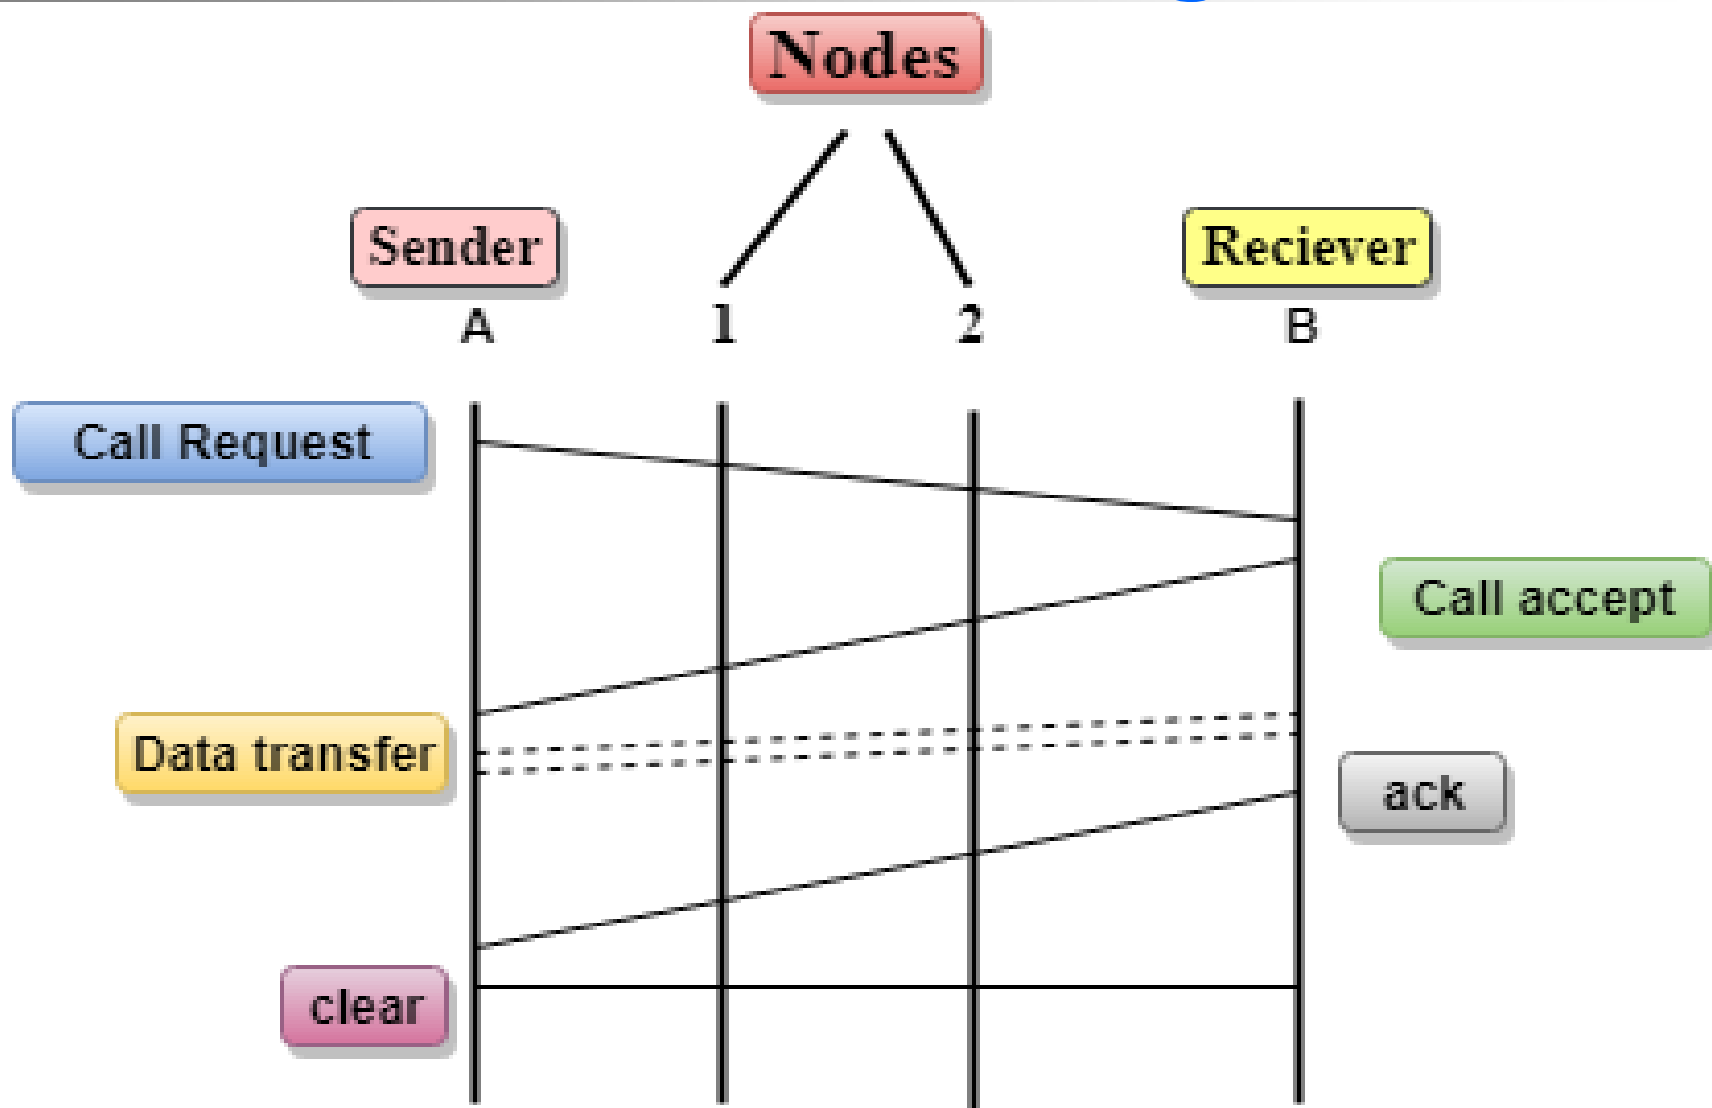 Nodes
Sender
Reciever
A
1
2
B
Call Request
Call accept
Data transfer
ack
clear